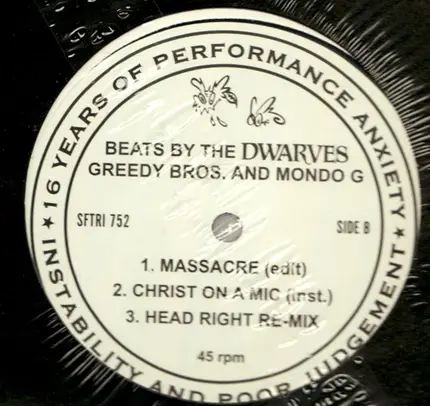 16 YEARS OF PERFORMANCE ANXIETY ★
INSTABILITY AND POOR JUDGEMENT ★
BEATS BY THE DWARVES
GREEDY BROS. AND MONDO G
SFTRI 752
SIDE B
1. MASSACRE (edit)
2. CHRIST ON A MIC (inst.)
3. HEAD RIGHT RE-MIX
45 rpm